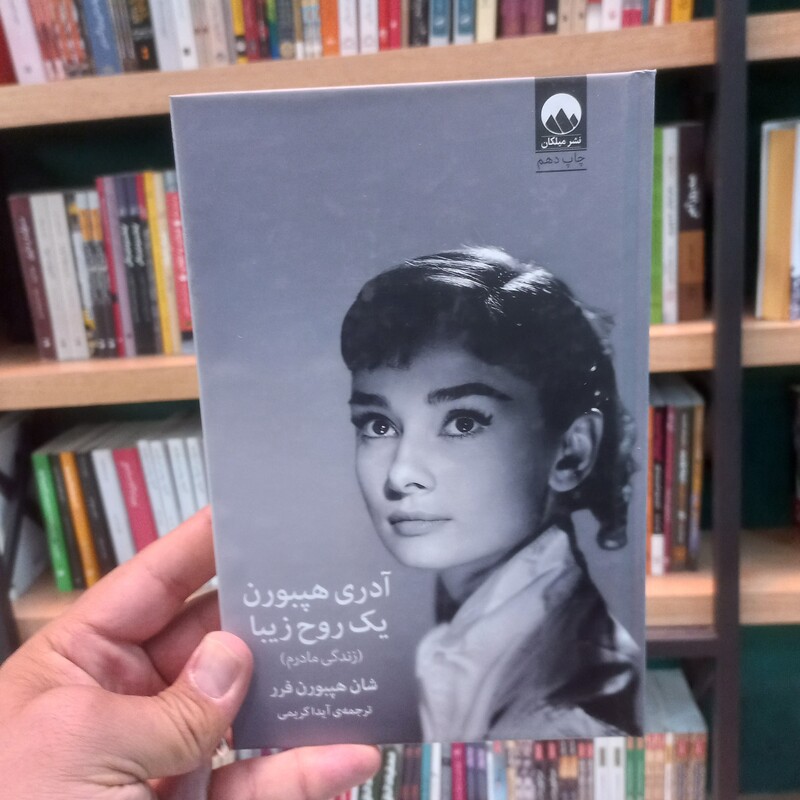 نشر میلکان
چاپ دهم
آدری هپبورن
یک روح زیبا
(زندگی مادرم)
شان هپبورن فرر
ترجمه‌ی آیدا کریمی